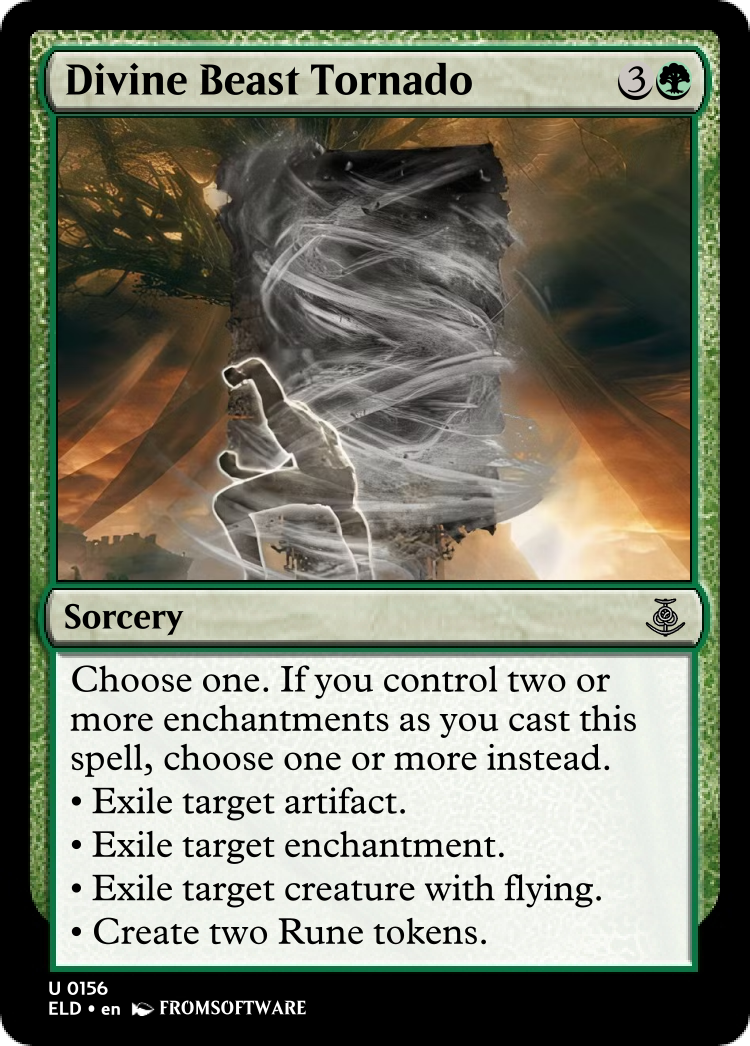 Divine Beast Tornado
3
Sorcery
Choose one. If you control two or
more enchantments as you cast this
spell, choose one or more instead.
• Exile target artifact.
• Exile target enchantment.
• Exile target creature with flying.
• Create two Rune tokens.
U 0156
ELD • en FROMSOFTWARE